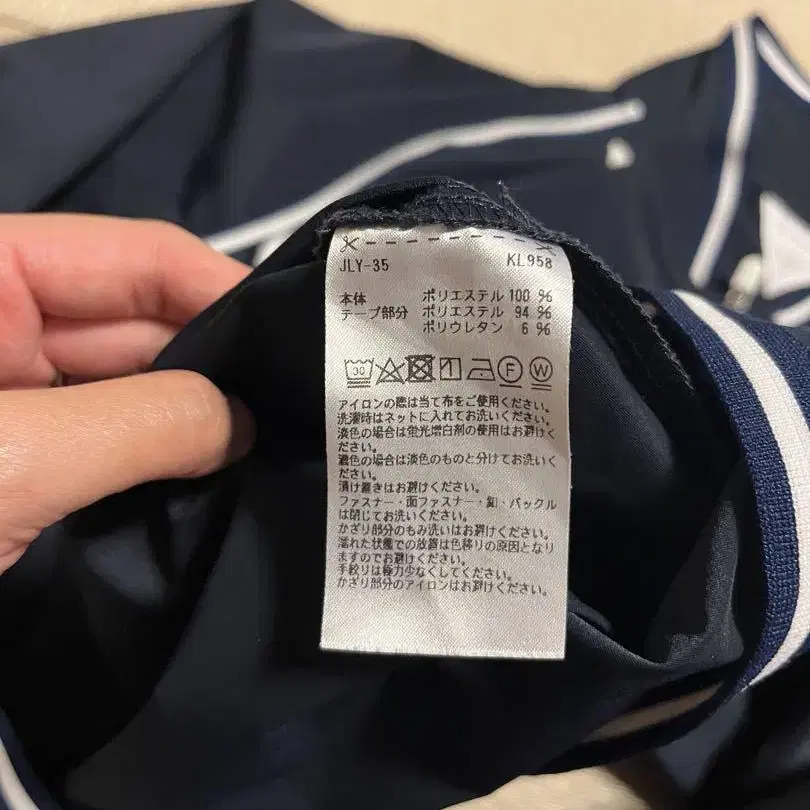 JLY-35 KL958
本体 ポリエステル 100 %
テープ部分 ポリエステル 94 %
ポリウレタン 6 %
30 F W
アイロンの際は当て布をご使用ください。
洗濯時はネットに入れてお洗いください。
淡色の場合は蛍光増白剤の使用はお避けく
ださい。
濃色の場合は淡色のものと分けてお洗いく
ださい。
漬け置きはお避けください。
ファスナー・面ファスナー・釦・バックル
は閉じてお洗いください。
かざり部分のもみ洗いはお避けください。
濡れた状態での放置は色移りの原因となり
ますのでお避けください。
手絞りは極力少なくしてください。
かざり部分のアイロンはお避けください。